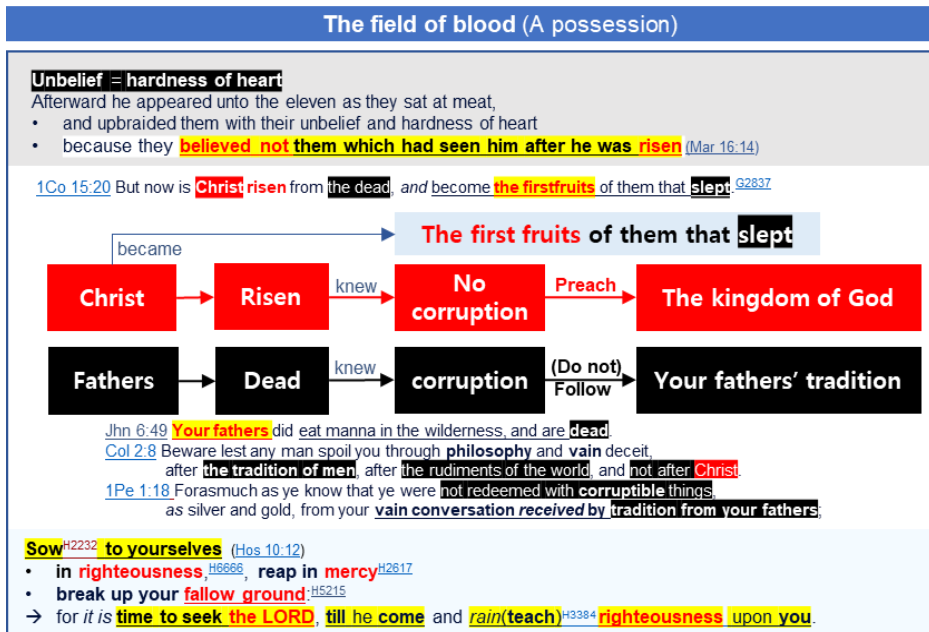 The field of blood (A possession)
Unbelief = hardness of heart
Afterward he appeared unto the eleven as they sat at meat,
• and upbraided them with their unbelief and hardness of heart
• because they believed not them which had seen him after he was risen (Mar 16:14)
1Co 15:20 But now is Christ risen from the dead, and become the firstfruits of them that slept.G2837
The first fruits of them that slept
became
Christ
Risen
knew
No
corruption
Preach
The kingdom of God
Fathers
Dead
knew
corruption
(Do not)
Follow
Your fathers’ tradition
Jhn 6:49 Your fathers did eat manna in the wilderness, and are dead.
Col 2:8 Beware lest any man spoil you through philosophy and vain deceit,
after the tradition of men, after the rudiments of the world, and not after Christ.
1Pe 1:18 Forasmuch as ye know that ye were not redeemed with corruptible things,
as silver and gold, from your vain conversation received by tradition from your fathers;
SowH2232 to yourselves (Hos 10:12)
• in righteousness,H6666, reap in mercyH2617
• break up your fallow ground:H5215
→ for it is time to seek the LORD, till he come and rain(teach)H3384 righteousness upon you.